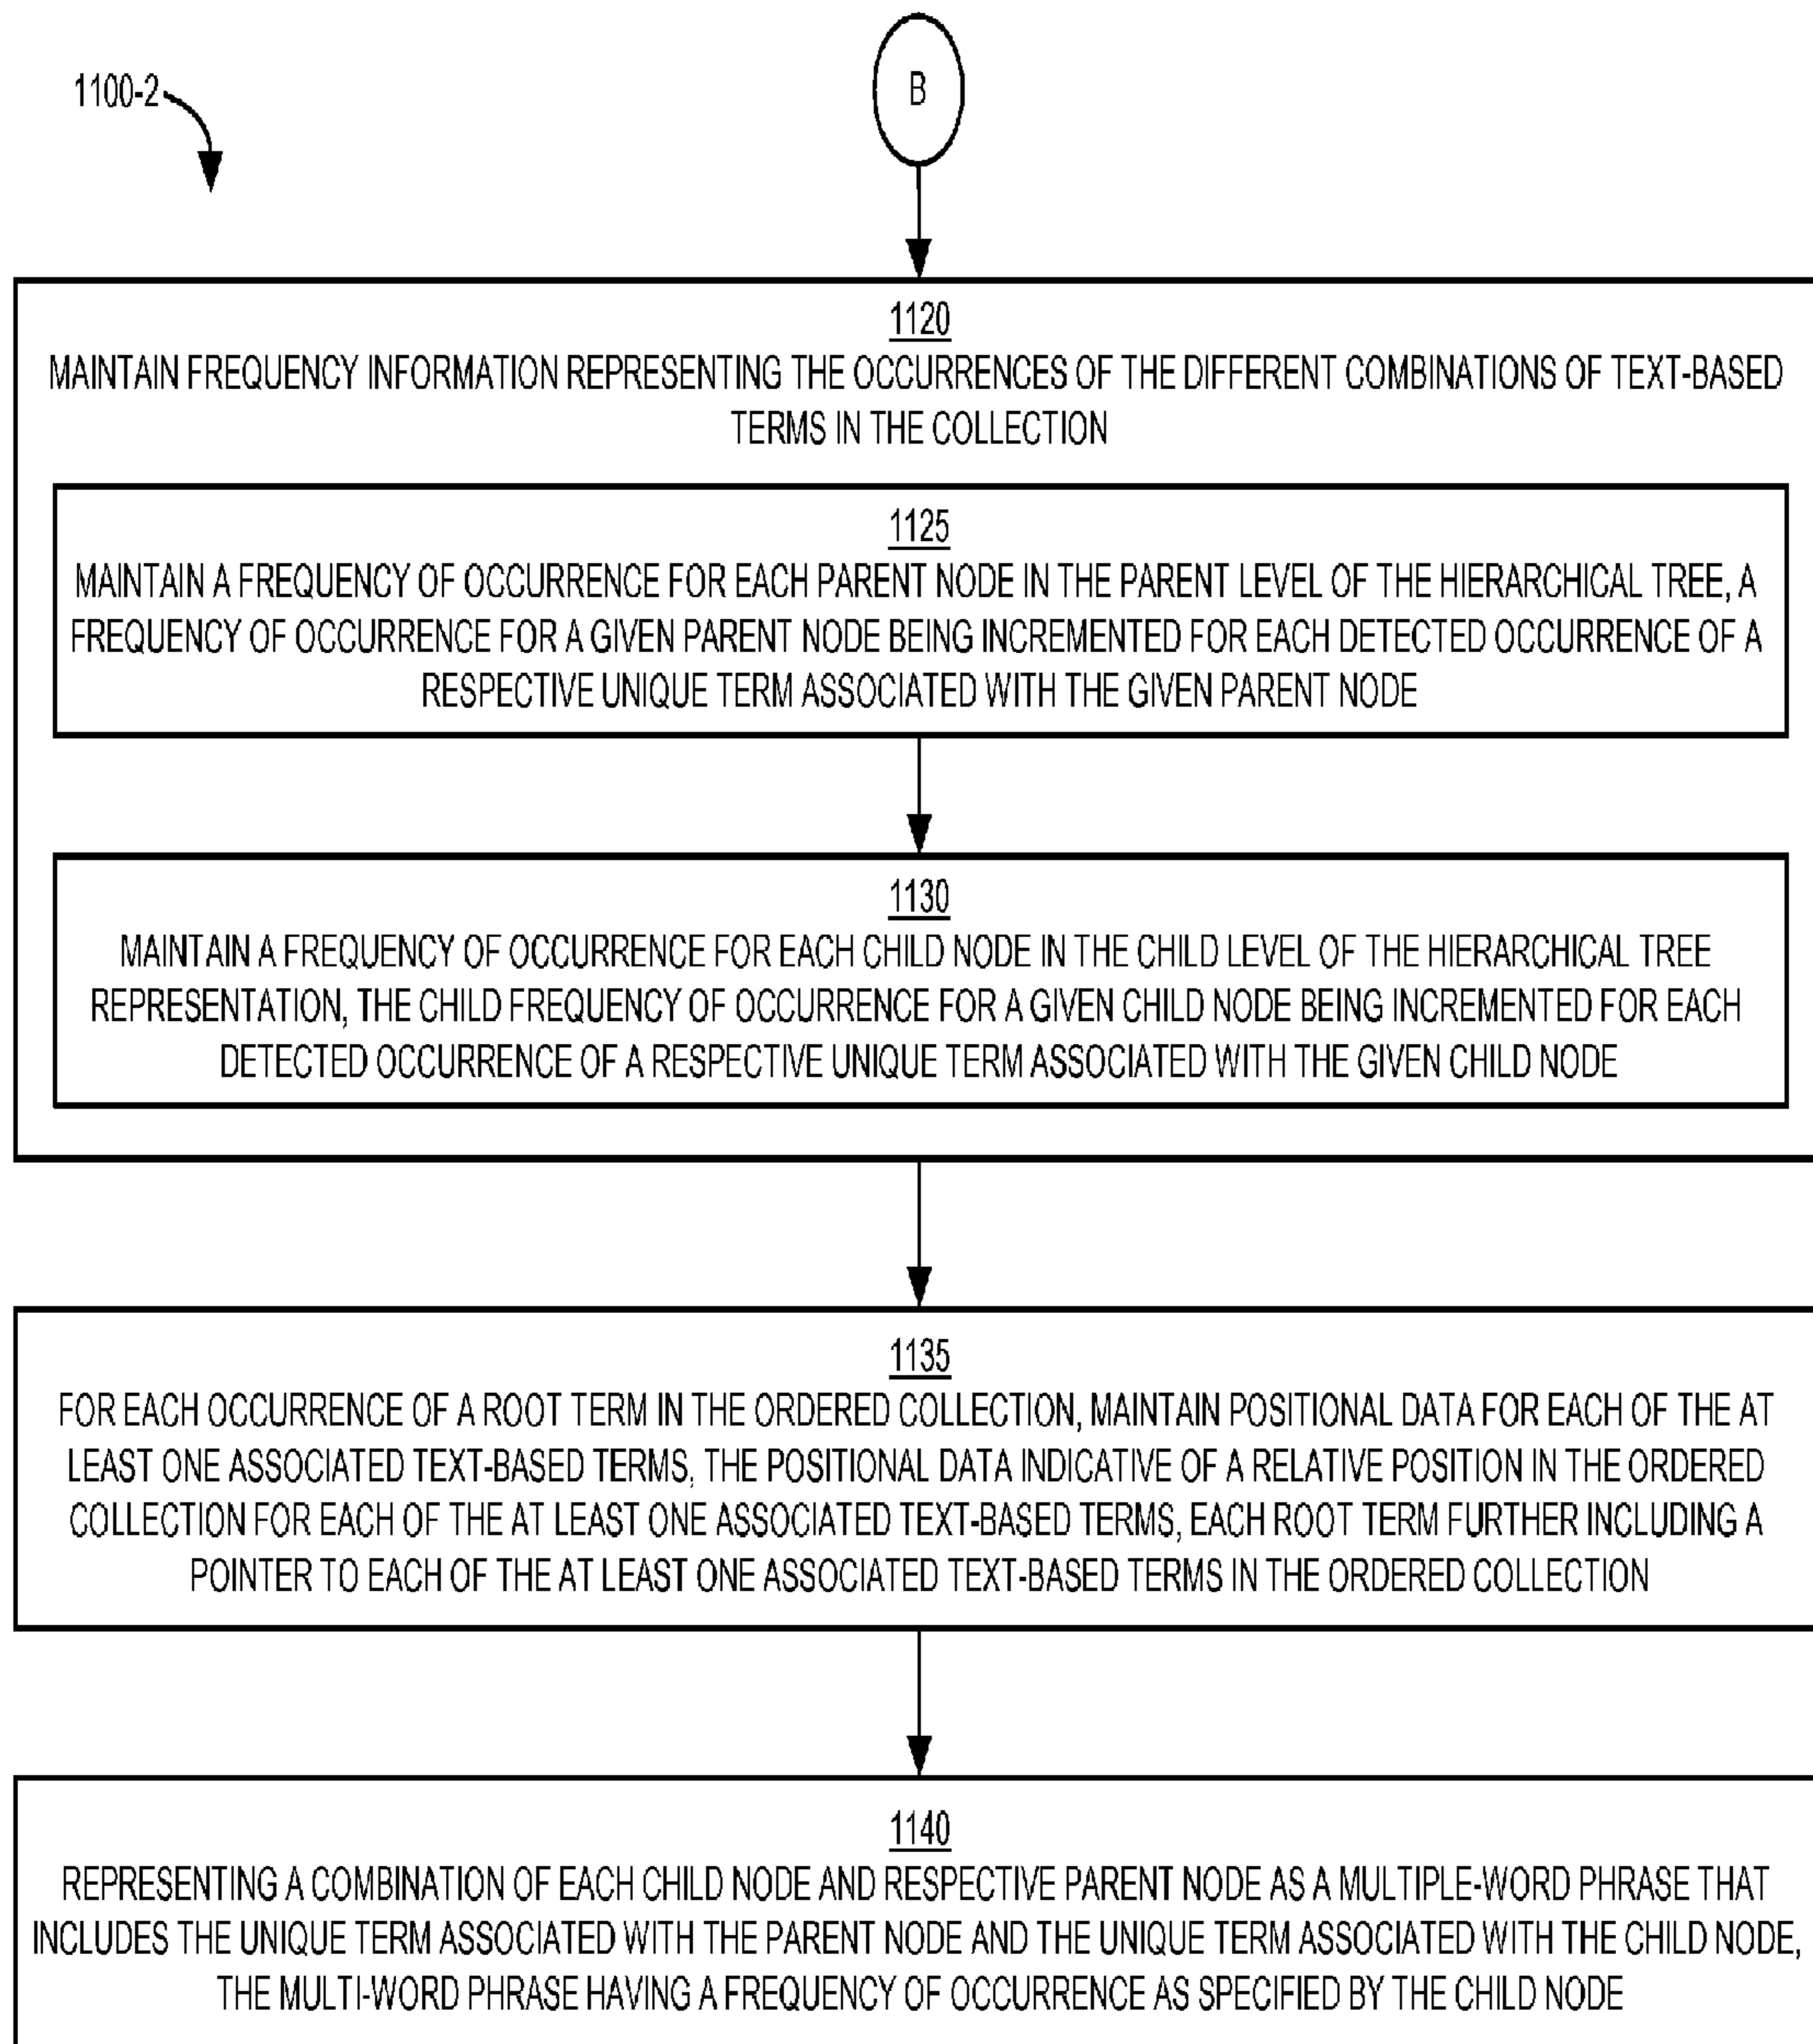 1100-2
B
1120
MAINTAIN FREQUENCY INFORMATION REPRESENTING THE OCCURRENCES OF THE DIFFERENT COMBINATIONS OF TEXT-BASED
TERMS IN THE COLLECTION
1125
MAINTAIN A FREQUENCY OF OCCURRENCE FOR EACH PARENT NODE IN THE PARENT LEVEL OF THE HIERARCHICAL TREE, A
FREQUENCY OF OCCURRENCE FOR A GIVEN PARENT NODE BEING INCREMENTED FOR EACH DETECTED OCCURRENCE OF A
RESPECTIVE UNIQUE TERM ASSOCIATED WITH THE GIVEN PARENT NODE
1130
MAINTAIN A FREQUENCY OF OCCURRENCE FOR EACH CHILD NODE IN THE CHILD LEVEL OF THE HIERARCHICAL TREE
REPRESENTATION, THE CHILD FREQUENCY OF OCCURRENCE FOR A GIVEN CHILD NODE BEING INCREMENTED FOR EACH
DETECTED OCCURRENCE OF A RESPECTIVE UNIQUE TERM ASSOCIATED WITH THE GIVEN CHILD NODE
1135
FOR EACH OCCURRENCE OF A ROOT TERM IN THE ORDERED COLLECTION, MAINTAIN POSITIONAL DATA FOR EACH OF THE AT
LEAST ONE ASSOCIATED TEXT-BASED TERMS, THE POSITIONAL DATA INDICATIVE OF A RELATIVE POSITION IN THE ORDERED
COLLECTION FOR EACH OF THE AT LEAST ONE ASSOCIATED TEXT-BASED TERMS, EACH ROOT TERM FURTHER INCLUDING A
POINTER TO EACH OF THE AT LEAST ONE ASSOCIATED TEXT-BASED TERMS IN THE ORDERED COLLECTION
1140
REPRESENTING A COMBINATION OF EACH CHILD NODE AND RESPECTIVE PARENT NODE AS A MULTIPLE-WORD PHRASE THAT
INCLUDES THE UNIQUE TERM ASSOCIATED WITH THE PARENT NODE AND THE UNIQUE TERM ASSOCIATED WITH THE CHILD NODE,
THE MULTI-WORD PHRASE HAVING A FREQUENCY OF OCCURRENCE AS SPECIFIED BY THE CHILD NODE